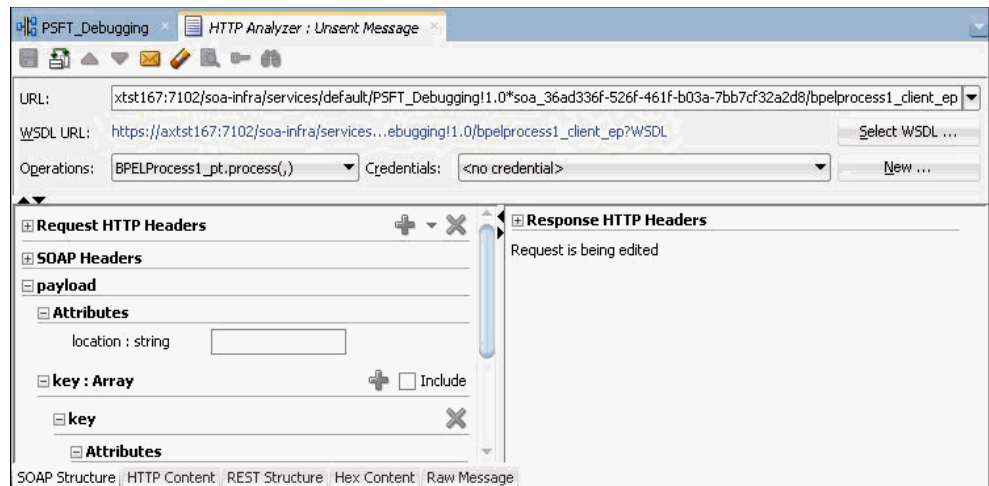 PSFT_Debugging HTTP Analyzer : Unsent Message
URL: xtst167:7102/soa-infra/services/default/PSFT_Debugging!1.0*soa_36ad336f-526f-461f-b03a-7bb7cf32a2d8/bpelprocess1_client_ep
WSDL URL: https://axtst167:7102/soa-infra/services...ebugging!1.0/bpelprocess1_client_ep?WSDL Select WSDL ...
Operations: BPELProcess1_pt.process(,) Credentials: <no credential> New ...
Request HTTP Headers
SOAP Headers
payload
Attributes
location : string
key : Array Include
key
Attributes
Response HTTP Headers
Request is being edited
SOAP Structure HTTP Content REST Structure Hex Content Raw Message